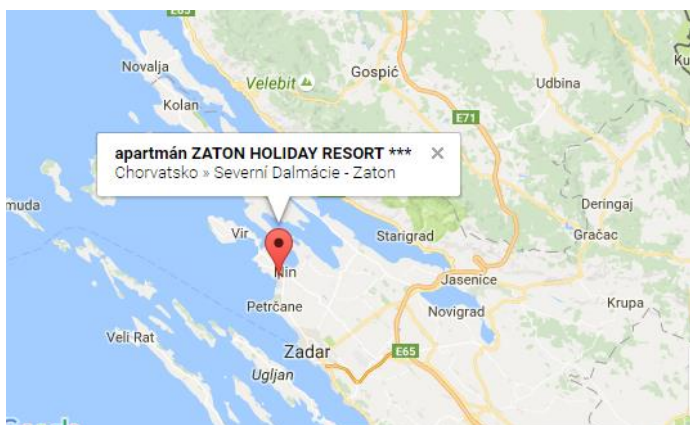 E65
Novalja
Gospić
Velebit
Udbina
Kolan
E71
apartmán ZATON HOLIDAY RESORT ***
Chorvatsko » Severní Dalmácie - Zaton
muda
Deringaj
Vir
Starigrad
Gračac
Nin
Jasenice
Petrčane
Novigrad
Krupa
Veli Rat
Zadar
E65
Ugljan